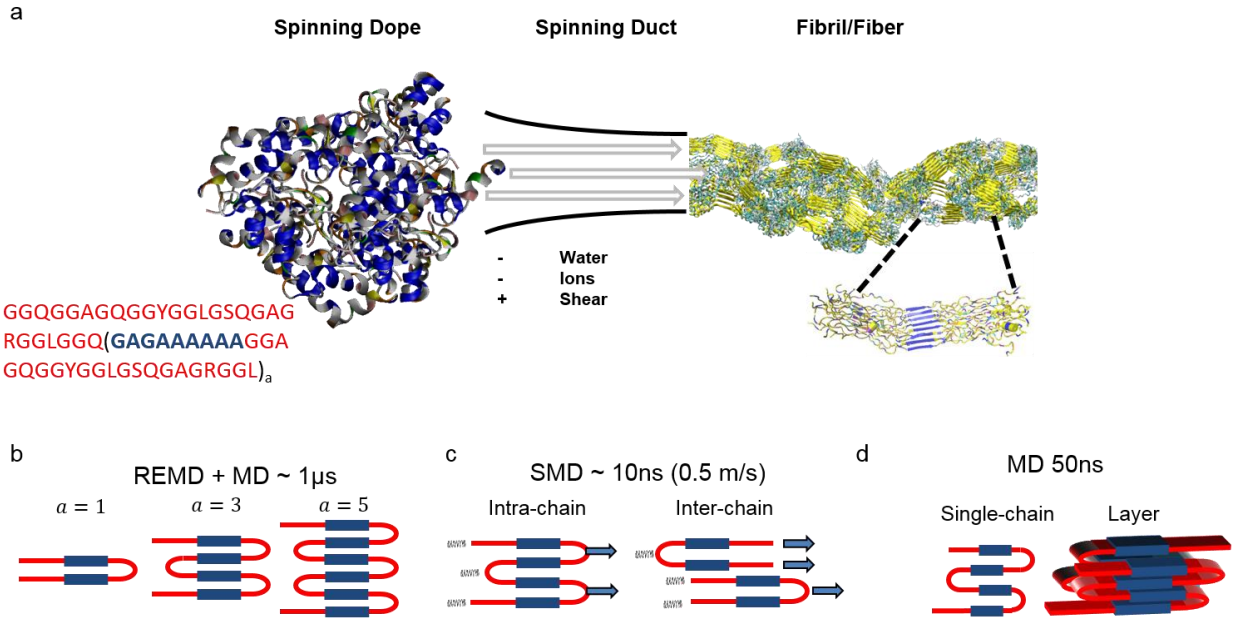 a
Spinning Dope
Spinning Duct
Fibril/Fiber
- Water
- Ions
+ Shear
GGQGGAGQGGYGGLGSQGAG
RGGLGGQ(GAGAAAAAAGGA
GQGGYGGLGSQGAGRGGL)a
b
REMD + MD ~ 1µs
a = 1
a = 3
a = 5
c
SMD ~ 10ns (0.5 m/s)
Intra-chain
Inter-chain
d
MD 50ns
Single-chain
Layer